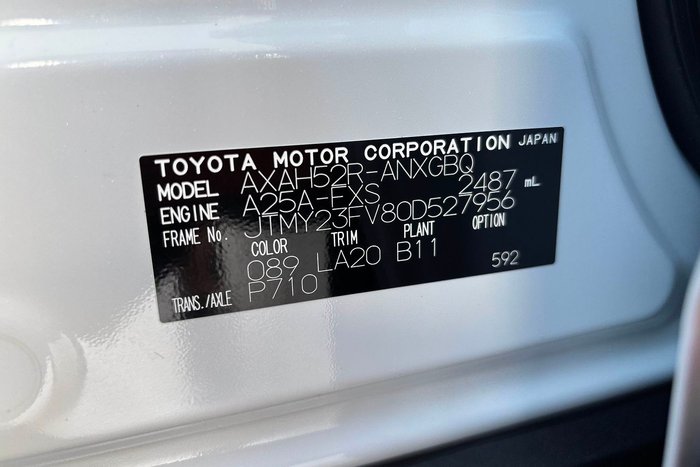 TOYOTA MOTOR CORPORATION JAPAN
MODEL AXAH52R-ANXGBQ
ENGINE A25A-FXS 2487 mL
FRAME No. JTMY23FV80D527956
COLOR TRIM PLANT OPTION
089 LA20 B11 592
TRANS./AXLE P710